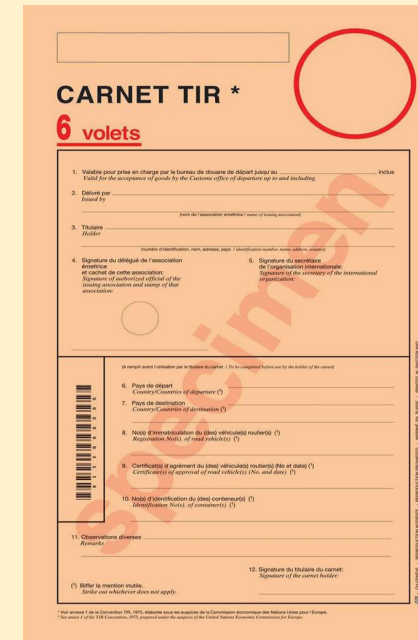 CARNET TIR *
6 volets
1. Valable pour prise en charge par le bureau de douane de départ jusqu'au inclus
Valid for the acceptance of goods by the Customs office of departure up to and including
2. Délivré par
Issued by
(nom de l'association émettrice / name of issuing association)
3. Titulaire
Holder
(numéro d'identification, nom, adresse, pays / identification number, name, address, country)
4. Signature du délégué de l'association
émettrice
et cachet de cette association:
Signature of authorized official of the
issuing association and stamp of that
association:
5. Signature du secrétaire
de l'organisation internationale:
Signature of the secretary of the international
organization:
(A remplir avant l'utilisation par le titulaire du carnet / To be completed before use by the holder of the carnet)
6. Pays de départ
Country/Countries of departure (¹)
7. Pays de destination
Country/Countries of destination (¹)
8. No(s) d'immatriculation du (des) véhicule(s) routier(s) (¹)
Registration No(s). of road vehicle(s) (¹)
9. Certificat(s) d'agrément du (des) véhicule(s) routier(s) (No et date) (¹)
Certificate(s) of approval of road vehicle(s) (No. and date) (¹)
10. No(s) d'identification du (des) conteneur(s) (¹)
Identification No(s). of container(s) (¹)
11. Observations diverses
Remarks
12. Signature du titulaire du carnet:
Signature of the carnet holder:
(¹) Biffer la mention inutile.
Strike out whichever does not apply.
* Voir annexe 1 de la Convention TIR, 1975, élaborée sous les auspices de la Commission économique des Nations Unies pour l'Europe.
* See annex 1 of the TIR Convention, 1975, prepared under the auspices of the United Nations Economic Commission for Europe.
specimen